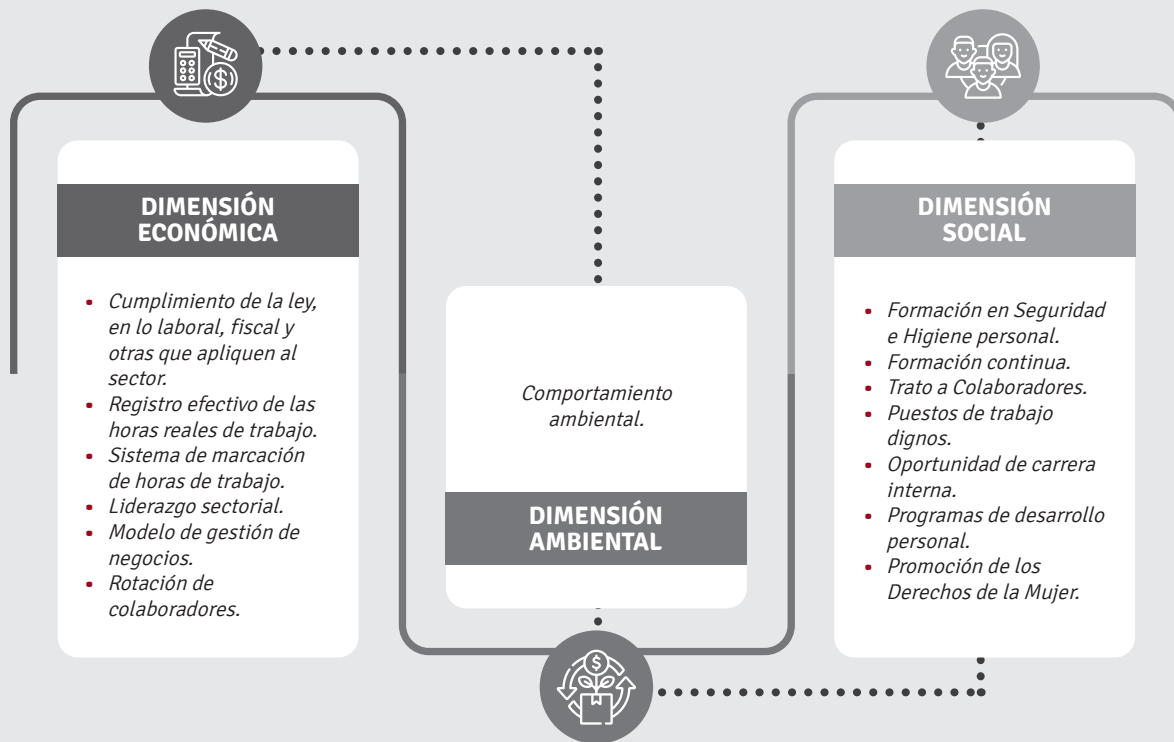 DIMENSIÓN
ECONÓMICA
• Cumplimiento de la ley,
en lo laboral, fiscal y
otras que apliquen al
sector.
• Registro efectivo de las
horas reales de trabajo.
• Sistema de marcación
de horas de trabajo.
• Liderazgo sectorial.
• Modelo de gestión de
negocios.
• Rotación de
colaboradores.
Comportamiento
ambiental.
DIMENSIÓN
AMBIENTAL
DIMENSIÓN
SOCIAL
• Formación en Seguridad
e Higiene personal.
• Formación continua.
• Trato a Colaboradores.
• Puestos de trabajo
dignos.
• Oportunidad de carrera
interna.
• Programas de desarrollo
personal.
• Promoción de los
Derechos de la Mujer.